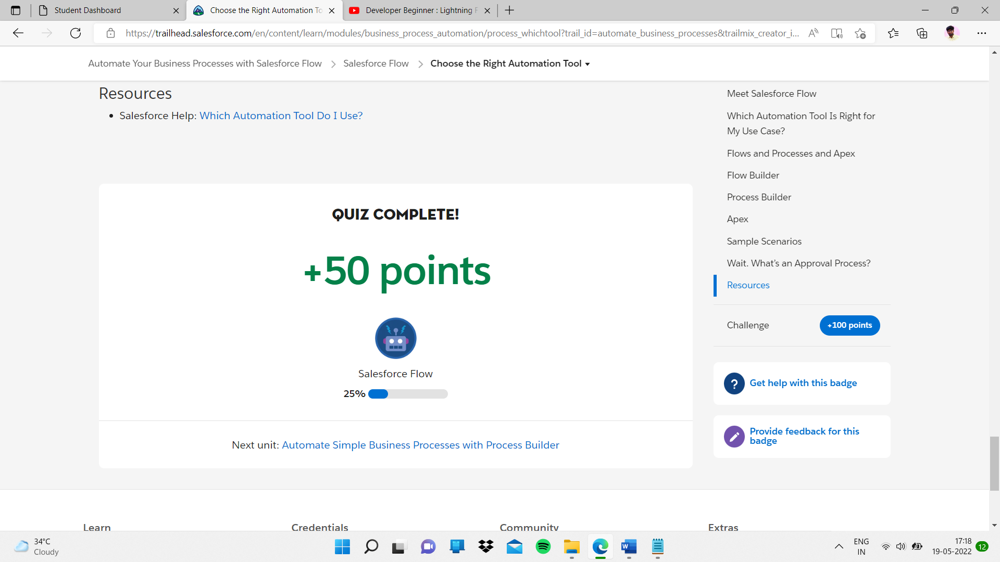 Student Dashboard
Choose the Right Automation To
Developer Beginner : Lightning F
https://trailhead.salesforce.com/en/content/learn/modules/business_process_automation/process_whichtool?trail_id=automate_business_processes&trailmix_creator_i...
Automate Your Business Processes with Salesforce Flow
Salesforce Flow
Choose the Right Automation Tool
Resources
Salesforce Help: Which Automation Tool Do I Use?
QUIZ COMPLETE!
+50 points
Salesforce Flow
25%
Next unit: Automate Simple Business Processes with Process Builder
Meet Salesforce Flow
Which Automation Tool Is Right for
My Use Case?
Flows and Processes and Apex
Flow Builder
Process Builder
Apex
Sample Scenarios
Wait. What’s an Approval Process?
Resources
Challenge
+100 points
Get help with this badge
Provide feedback for this
badge
Learn
Credentials
Community
Extras
34°C
Cloudy
ENG
IN
17:18
19-05-2022
12